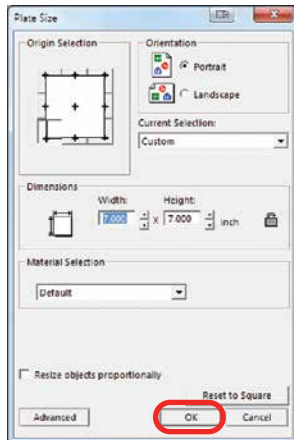 Plate Size
Origin Selection
Orientation
Portrait
Landscape
Current Selection:
Custom
Dimensions
Width: Height:
7.000 x 7.000 inch
Material Selection
Default
Resize objects proportionally
Reset to Square
Advanced OK Cancel